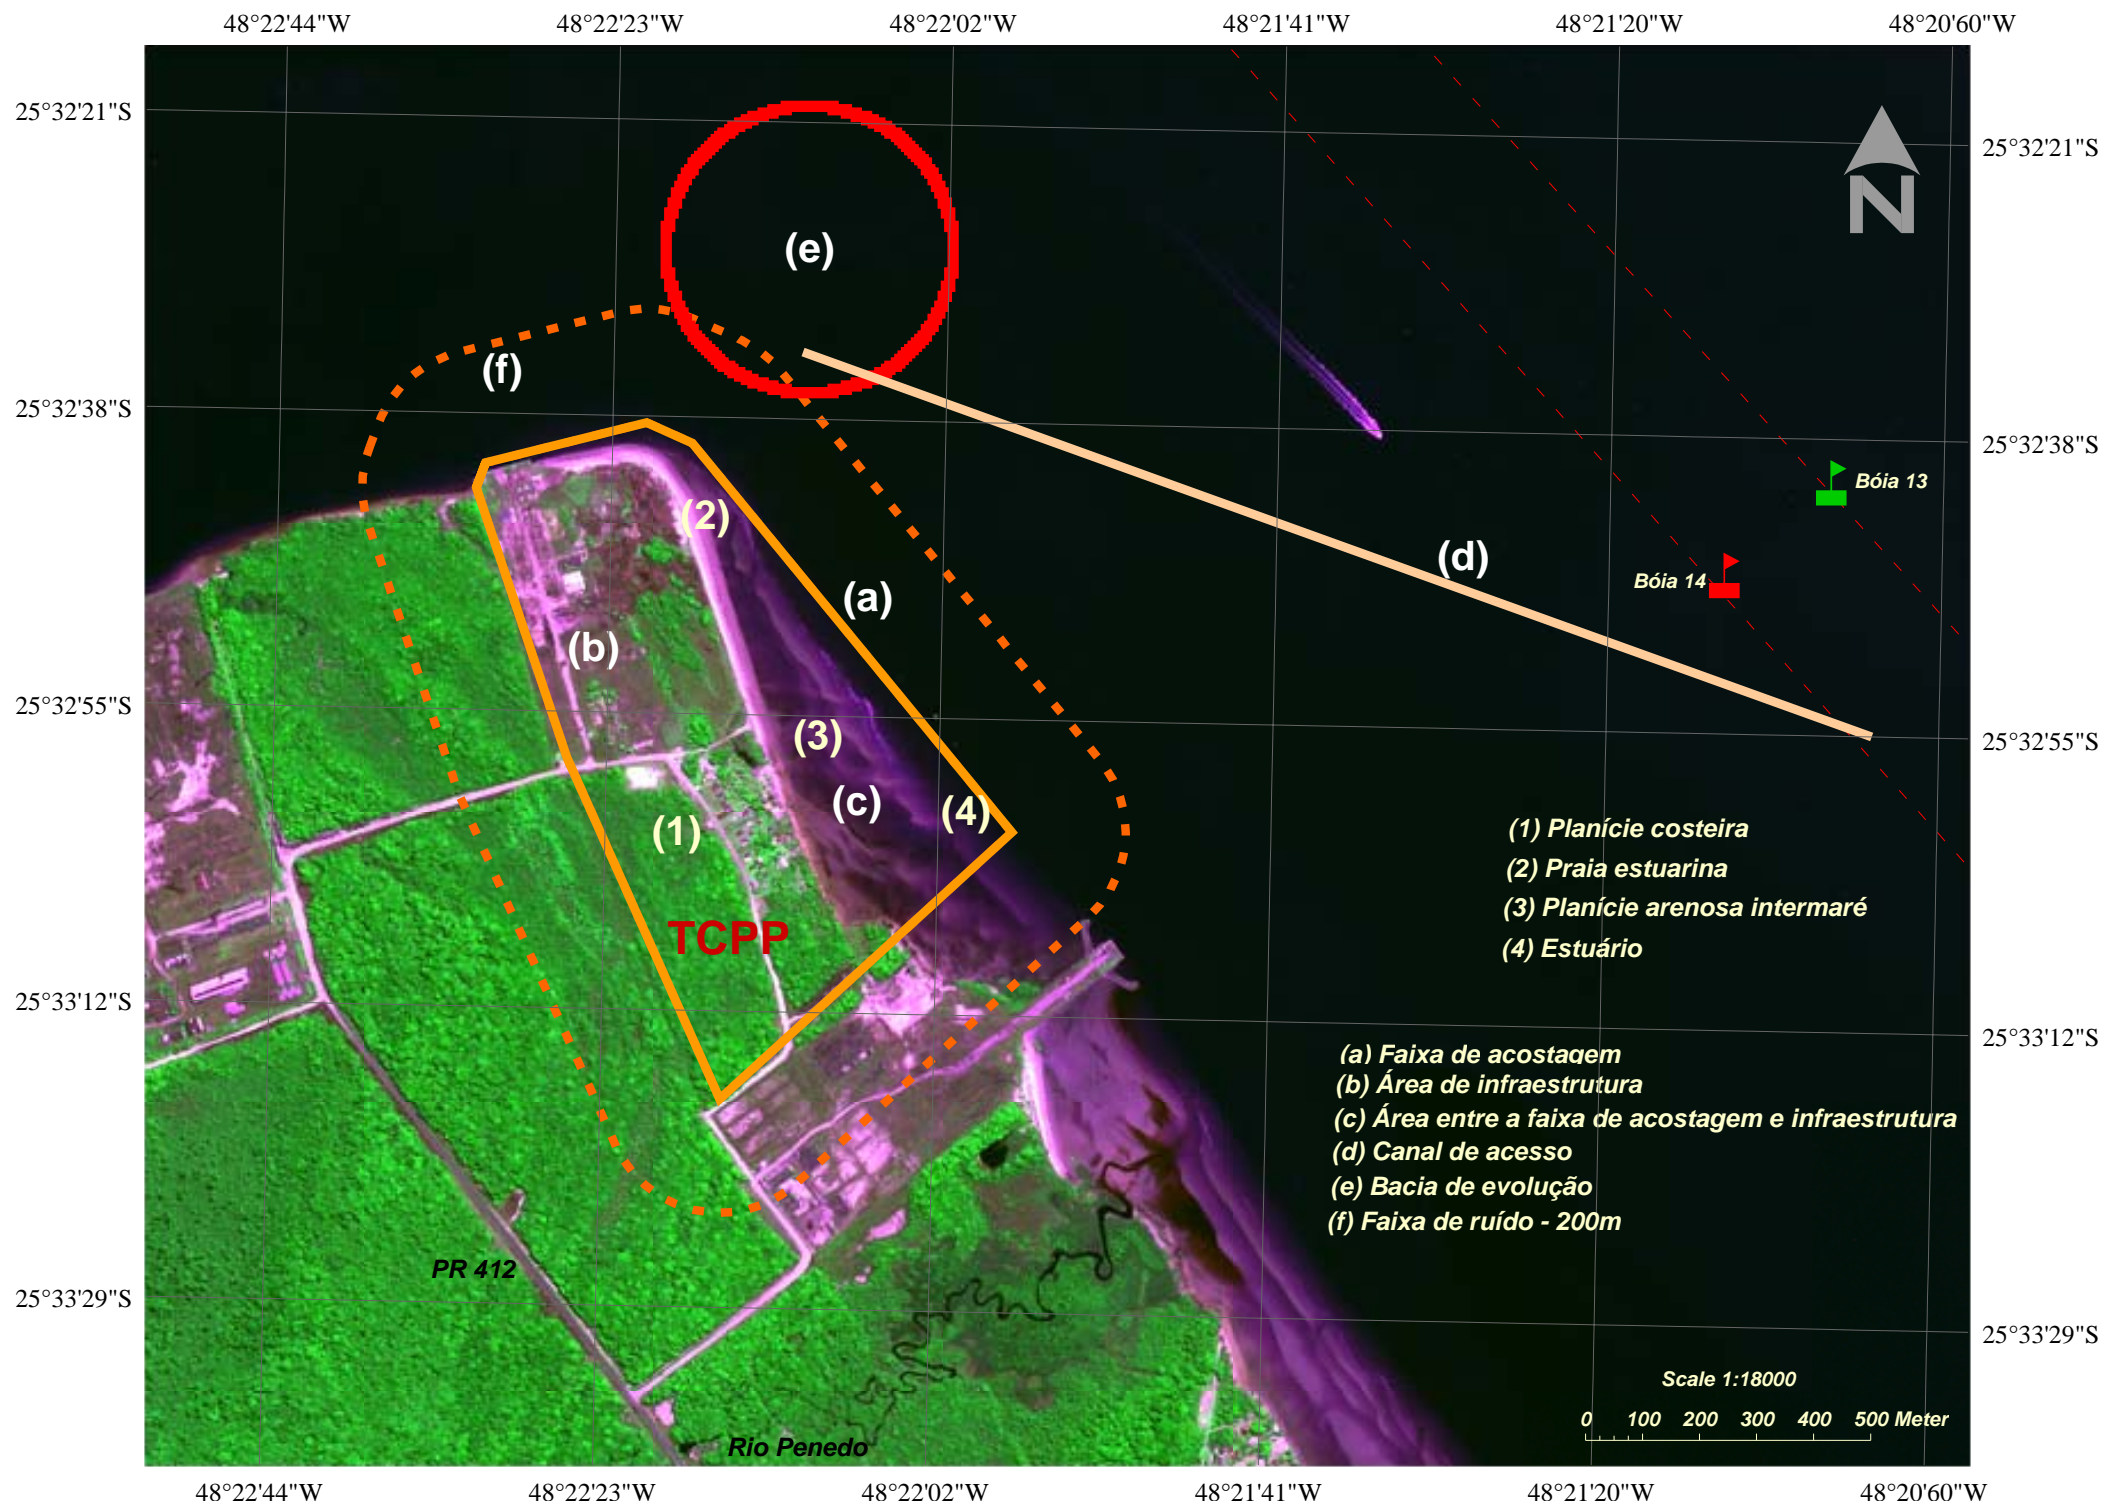 48°22'44"W 48°22'23"W 48°22'02"W 48°21'41"W 48°21'20"W 48°20'60"W
25°32'21"S
25°32'21"S
N
(e)
(f)
25°32'38"S
25°32'38"S
Bóia 13
(2)
(d)
Bóia 14
(a)
(b)
25°32'55"S
(3)
25°32'55"S
(c)
(4)
(1)
(1) Planície costeira
(2) Praia estuarina
(3) Planície arenosa intermaré
TCPP
(4) Estuário
25°33'12"S
25°33'12"S
(a) Faixa de acostagem
(b) Área de infraestrutura
(c) Área entre a faixa de acostagem e infraestrutura
(d) Canal de acesso
(e) Bacia de evolução
(f) Faixa de ruído - 200m
PR 412
25°33'29"S
25°33'29"S
Scale 1:18000
0 100 200 300 400 500 Meter
Rio Penedo
48°22'44"W 48°22'23"W 48°22'02"W 48°21'41"W 48°21'20"W 48°20'60"W